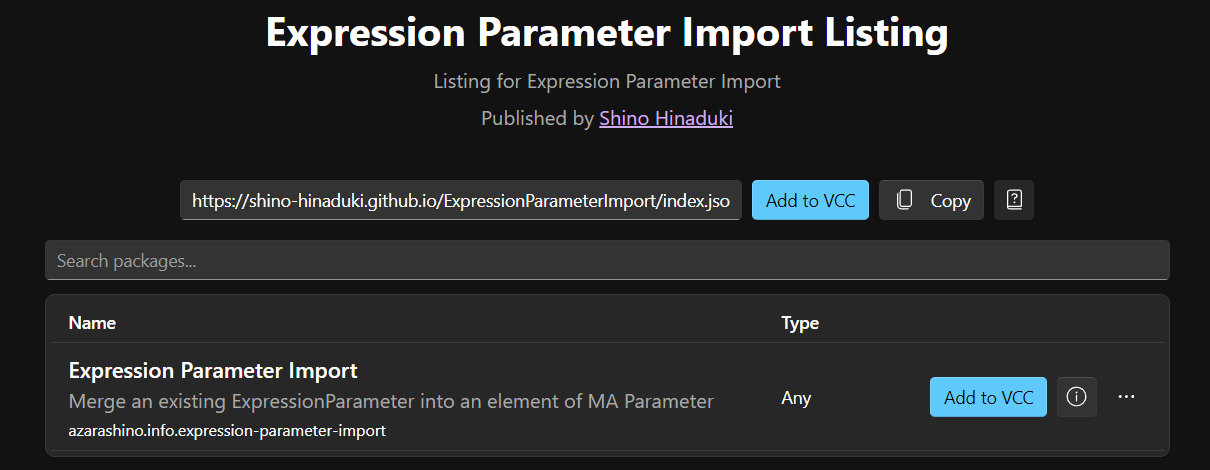 Expression Parameter Import Listing
Listing for Expression Parameter Import
Published by Shino Hinaduki
https://shino-hinaduki.github.io/ExpressionParameterImport/index.jso
Add to VCC
Copy
Search packages...
Name Type
Expression Parameter Import
Merge an existing ExpressionParameter into an element of MA Parameter
Any
Add to VCC
azarashino.info.expression-parameter-import